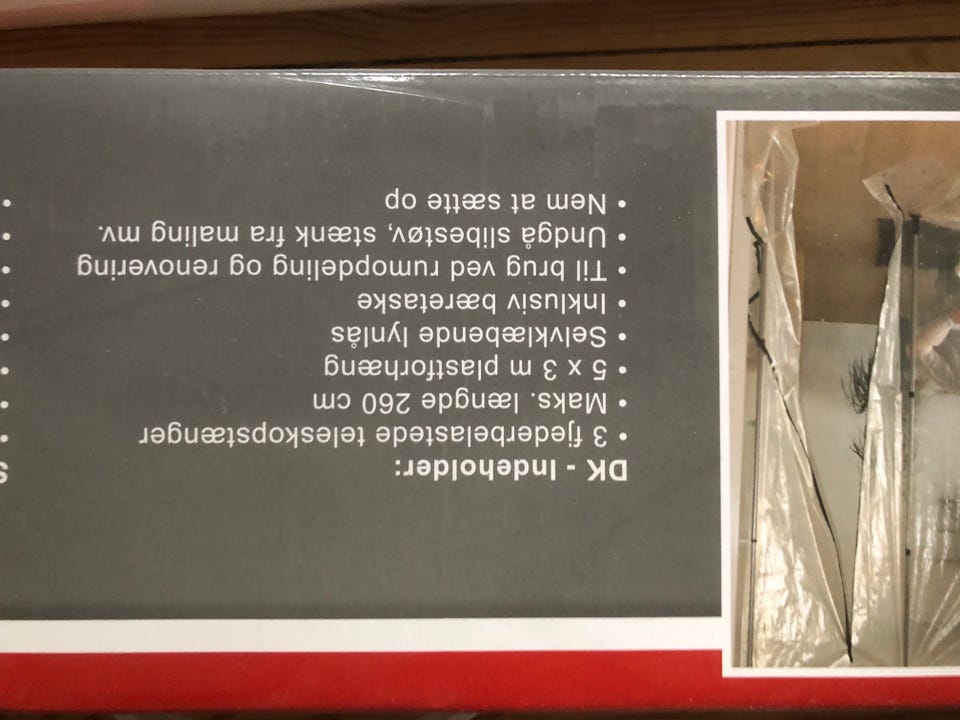 DK - Indeholder:
• 3 fjederbelastede teleskopstænger
• Maks. længde 260 cm
• 5 x 3 m plastforhæng
• Selvklæbende lynlås
• Inklusiv bæretaske
• Til brug ved rumopdeling og renovering
• Undgå slibestøv, stænk fra maling mv.
• Nem at sætte op
S